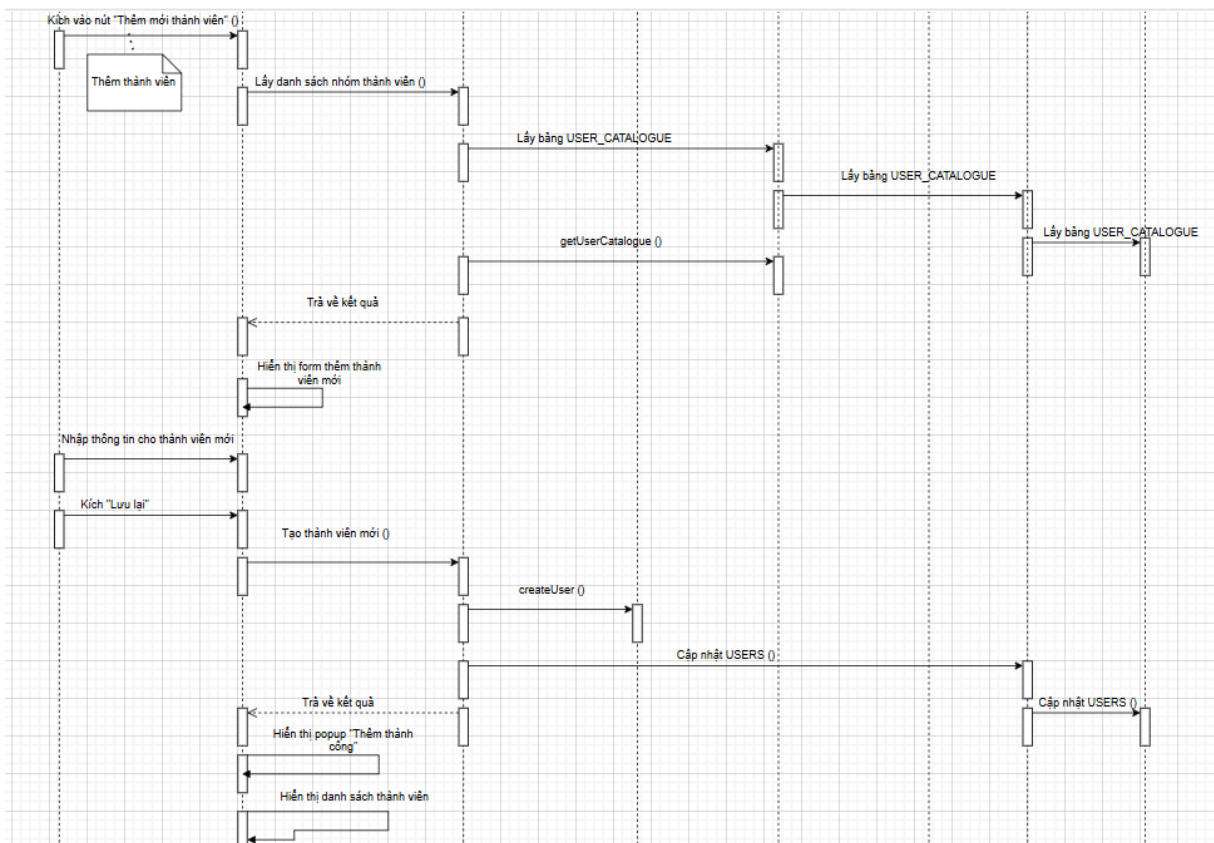 Kích vào nút "Thêm mới thành viên" ()
Thêm thành viên
Lấy danh sách nhóm thành viên ()
Lấy bảng USER_CATALOGUE
Lấy bảng USER_CATALOGUE
Lấy bảng USER_CATALOGUE
getUserCatalogue ()
Trả về kết quả
Hiển thị form thêm thành
viên mới
Nhập thông tin cho thành viên mới
Kích "Lưu lại"
Tạo thành viên mới ()
createUser ()
Cập nhật USERS ()
Trả về kết quả
Cập nhật USERS ()
Hiển thị popup "Thêm thành
công"
Hiển thị danh sách thành viên